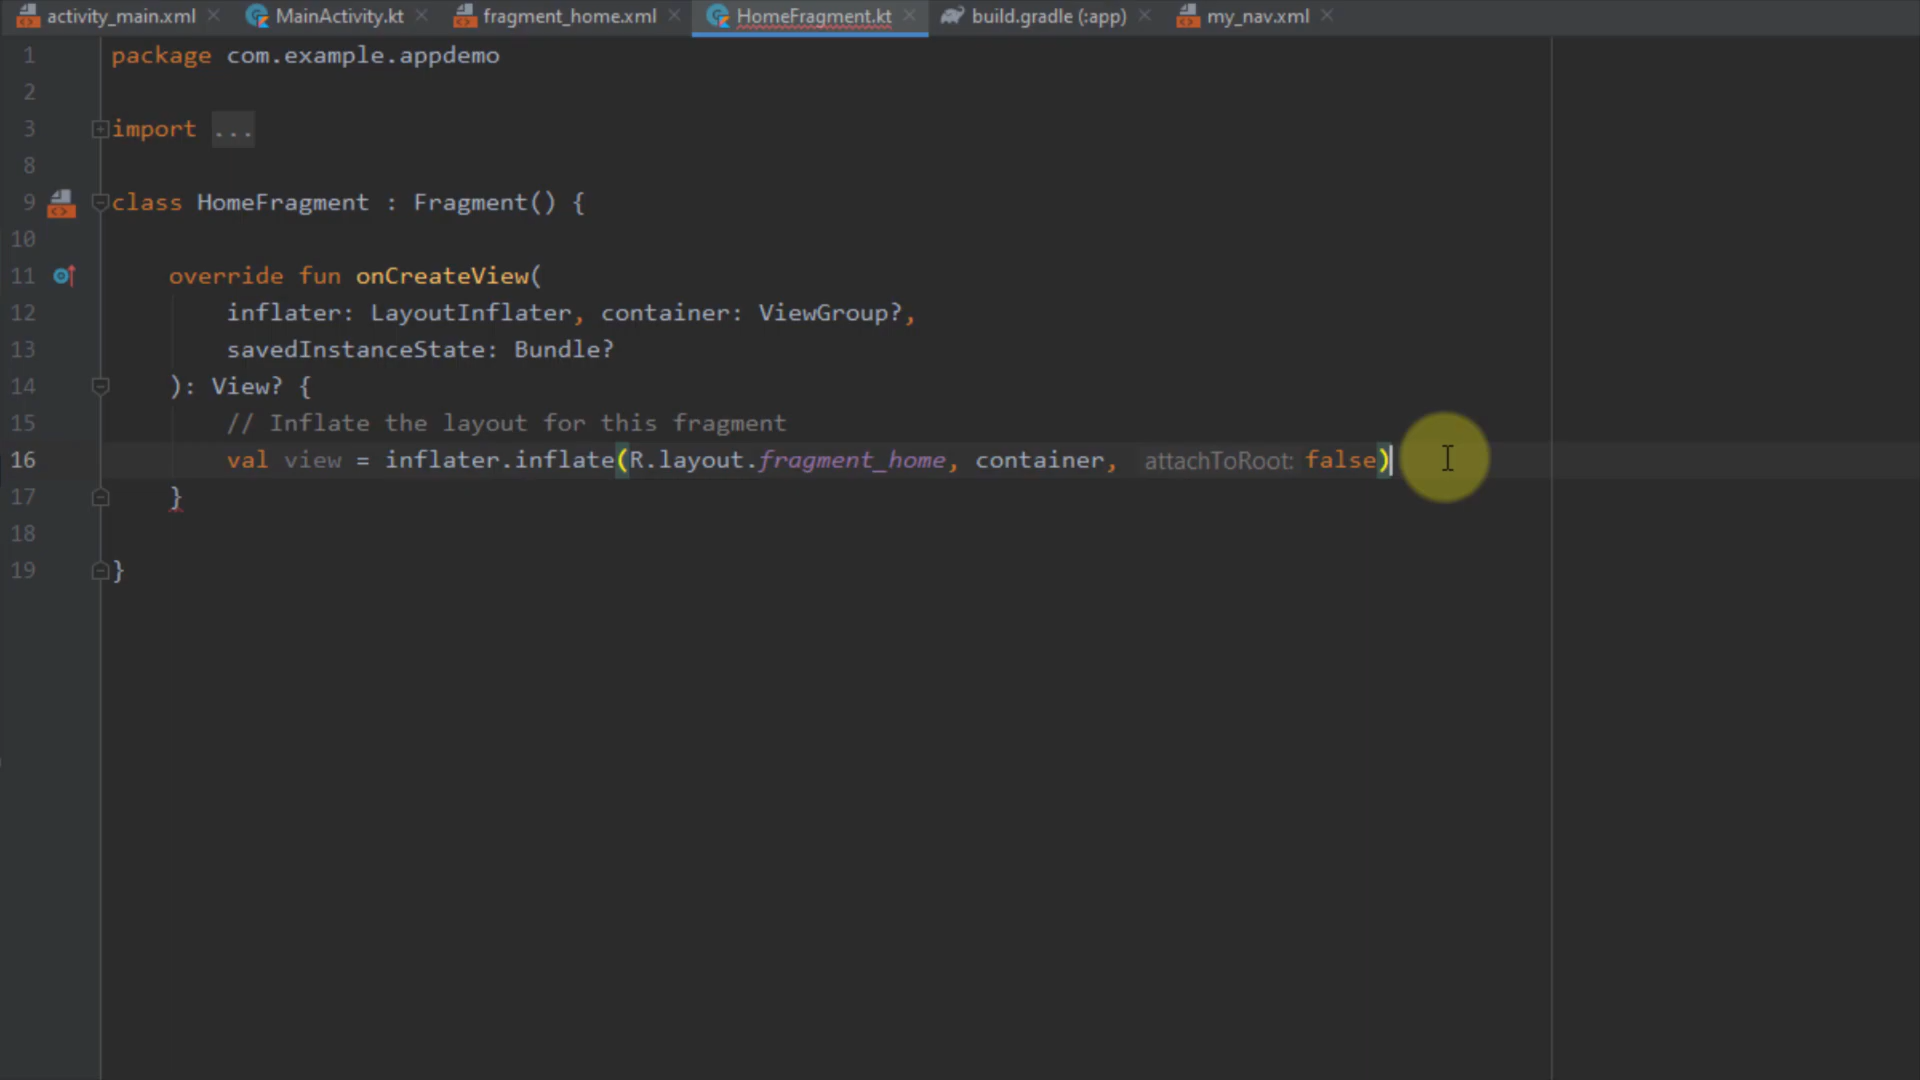 activity_main.xml MainActivity.kt fragment_home.xml HomeFragment.kt build.gradle (:app) my_nav.xml
1 package com.example.appdemo
2
3 import ...
8
9 class HomeFragment : Fragment() {
10
11 override fun onCreateView(
12 inflater: LayoutInflater, container: ViewGroup?,
13 savedInstanceState: Bundle?
14 ): View? {
15 // Inflate the layout for this fragment
16 val view = inflater.inflate(R.layout.fragment_home, container, attachToRoot: false)
17 }
18
19 }